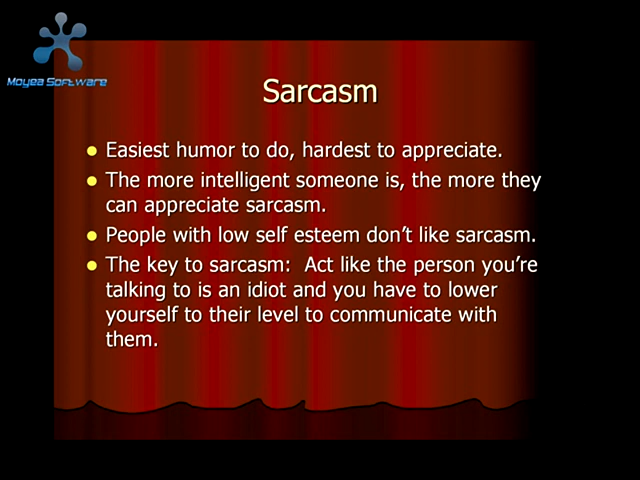 Moyea Software
Sarcasm
Easiest humor to do, hardest to appreciate.
The more intelligent someone is, the more they
can appreciate sarcasm.
People with low self esteem don't like sarcasm.
The key to sarcasm:  Act like the person you're
talking to is an idiot and you have to lower
yourself to their level to communicate with
them.